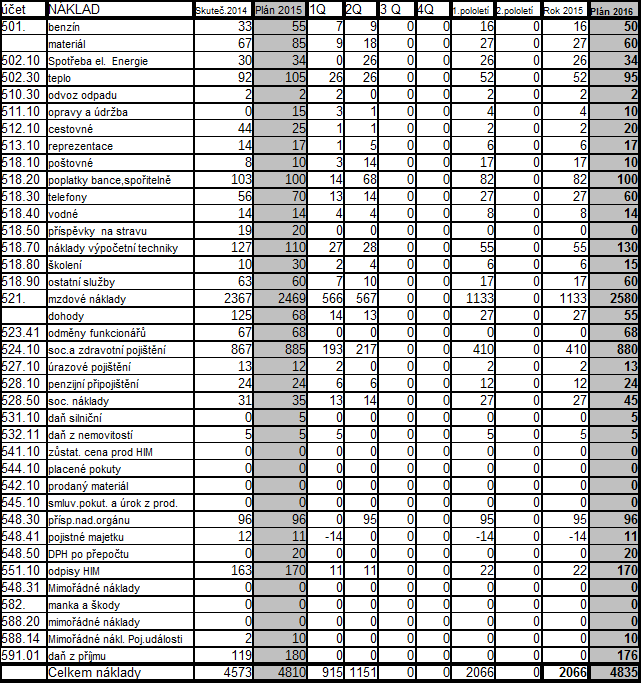 účet NÁKLAD Skuteč.2014 Plán 2015 1Q 2Q 3 Q 4Q 1.pololetí 2.pololetí Rok 2015 Plán 2016
501. benzín 33 55 7 9 0 0 16 0 16 50
materiál 67 85 9 18 0 0 27 0 27 60
502.10 Spotřeba el. Energie 30 34 0 26 0 0 26 0 26 34
502.30 teplo 92 105 26 26 0 0 52 0 52 95
510.30 odvoz odpadu 2 2 2 0 0 0 2 0 2 2
511.10 opravy a údržba 0 15 3 1 0 0 4 0 4 10
512.10 cestovné 44 25 1 1 0 0 2 0 2 20
513.10 reprezentace 14 17 1 5 0 0 6 0 6 17
518.10 poštovné 8 10 3 14 0 0 17 0 17 10
518.20 poplatky bance,spořitelně 103 100 14 68 0 0 82 0 82 100
518.30 telefony 56 70 13 14 0 0 27 0 27 60
518.40 vodné 14 14 4 4 0 0 8 0 8 14
518.50 příspěvky na stravu 19 20 0 0 0 0 0 0 0 0
518.70 náklady výpočetní techniky 127 110 27 28 0 0 55 0 55 130
518.80 školení 10 30 2 4 0 0 6 0 6 15
518.90 ostatní služby 63 60 7 10 0 0 17 0 17 60
521. mzdové náklady 2367 2469 566 567 0 0 1133 0 1133 2580
dohody 125 68 14 13 0 0 27 0 27 55
523.41 odměny funkcionářů 67 68 0 0 0 0 0 0 0 68
524.10 soc.a zdravotní pojištění 867 885 193 217 0 0 410 0 410 880
527.10 úrazové pojištění 13 12 2 0 0 0 2 0 2 13
528.10 penzijní připojištění 24 24 6 6 0 0 12 0 12 24
528.50 soc. náklady 31 35 13 14 0 0 27 0 27 45
531.10 daň silniční 0 5 0 0 0 0 0 0 0 5
532.11 daň z nemovitostí 5 5 5 0 0 0 5 0 5 5
541.10 zůstat. cena prod HIM 0 0 0 0 0 0 0 0 0 0
544.10 placené pokuty 0 0 0 0 0 0 0 0 0 0
542.10 prodaný materiál 0 0 0 0 0 0 0 0 0 0
545.10 smluv.pokut. a úrok z prod. 0 0 0 0 0 0 0 0 0 0
548.30 přísp.nad.orgánu 96 96 0 95 0 0 95 0 95 96
548.41 pojistné majetku 12 11 -14 0 0 0 -14 0 -14 11
548.50 DPH po přepočtu 0 20 0 0 0 0 0 0 0 20
551.10 odpisy HIM 163 170 11 11 0 0 22 0 22 170
548.31 Mimořádné náklady 0 0 0 0 0 0 0 0 0 0
582. manka a škody 0 0 0 0 0 0 0 0 0 0
588.20 mimořádné náklady 0 0 0 0 0 0 0 0 0 0
588.14 Mimořádné nákl. Poj.události 2 10 0 0 0 0 0 0 0 10
591.01 daň z příjmu 119 180 0 0 0 0 0 0 0 176
Celkem náklady 4573 4810 915 1151 0 0 2066 0 2066 4835